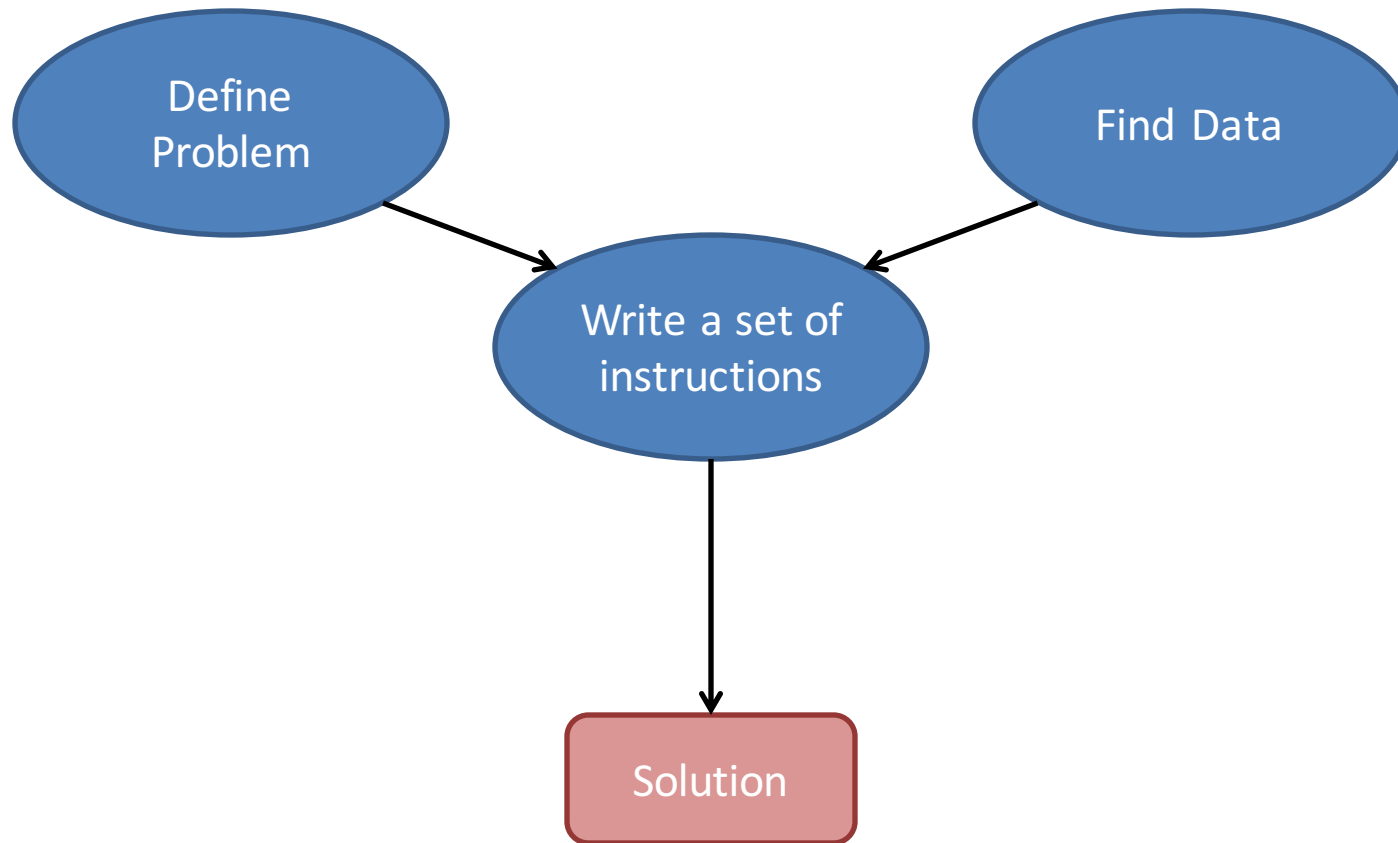 Define
Problem
Find Data
Write a set of
instructions
Solution